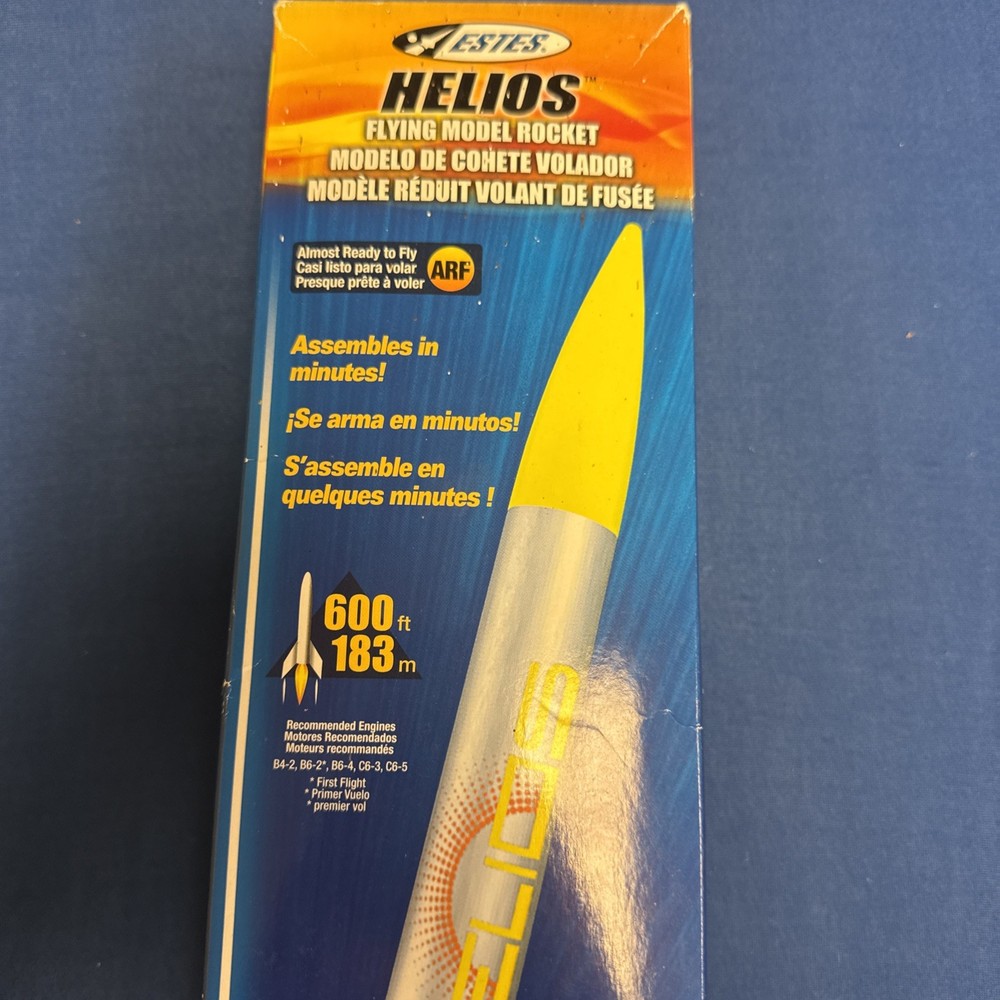 ESTES®
HELIOS™
FLYING MODEL ROCKET
MODELO DE COHETE VOLADOR
MODÈLE RÉDUIT VOLANT DE FUSÉE
Almost Ready to Fly
Casi listo para volar
Presque prête à voler
ARF
Assembles in
minutes!
¡Se arma en minutos!
S'assemble en
quelques minutes !
600 ft
183 m
Recommended Engines
Motores Recomendados
Moteurs recommandés
B4-2, B6-2*, B6-4, C6-3, C6-5
* First Flight
* Primer Vuelo
* premier vol
ELIOS